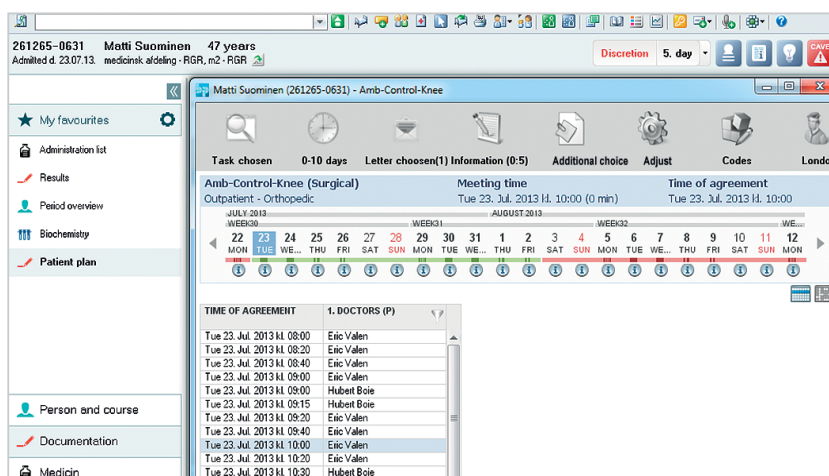 261265-0631 Matti Suominen 47 years
Admitted d. 23.07.13. medicinsk afdeling - RGR, m2 - RGR
Discretion 5. day
CAVE
My favourites
Administration list
Results
Period overview
Biochemistry
Patient plan
Person and course
Documentation
Medicin
Matti Suominen (261265-0631) - Amb-Control-Knee
Task chosen 0-10 days Letter choosen(1) Information (0:5) Additional choice Adjust Codes Londo
Amb-Control-Knee (Surgical) Meeting time Time of agreement
Outpatient - Orthopedic Tue 23. Jul. 2013 kl. 10:00 (0 min) Tue 23. Jul. 2013 kl. 10:00
JULY 2013 AUGUST 2013
WEEK30 WEEK31 WEEK32 WE...
22 23 24 25 26 27 28 29 30 31 1 2 3 4 5 6 7 8 9 10 11 12
MON TUE WE... THU FRI SAT SUN MON TUE WE... THU FRI SAT SUN MON TUE WE... THU FRI SAT SUN MON
TIME OF AGREEMENT 1. DOCTORS (P)
Tue 23. Jul. 2013 kl. 08:00 Eric Valen
Tue 23. Jul. 2013 kl. 08:20 Eric Valen
Tue 23. Jul. 2013 kl. 08:40 Eric Valen
Tue 23. Jul. 2013 kl. 09:00 Eric Valen
Tue 23. Jul. 2013 kl. 09:00 Hubert Boie
Tue 23. Jul. 2013 kl. 09:15 Hubert Boie
Tue 23. Jul. 2013 kl. 09:20 Eric Valen
Tue 23. Jul. 2013 kl. 09:40 Eric Valen
Tue 23. Jul. 2013 kl. 10:00 Eric Valen
Tue 23. Jul. 2013 kl. 10:20 Eric Valen
Tue 23. Jul. 2013 kl. 10:30 Hubert Boie